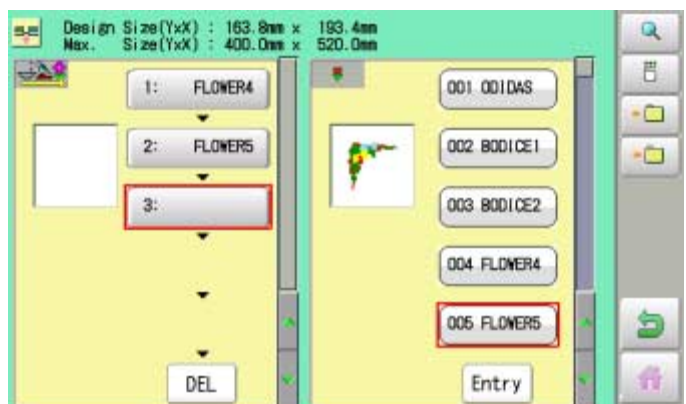 Design Size(YxX) : 163.8mm x 193.4mm
Max. Size(YxX) : 400.0mm x 520.0mm
1: FLOWER4
2: FLOWER5
3:
DEL
001 ODIDAS
002 BODICE1
003 BODICE2
004 FLOWER4
005 FLOWER5
Entry